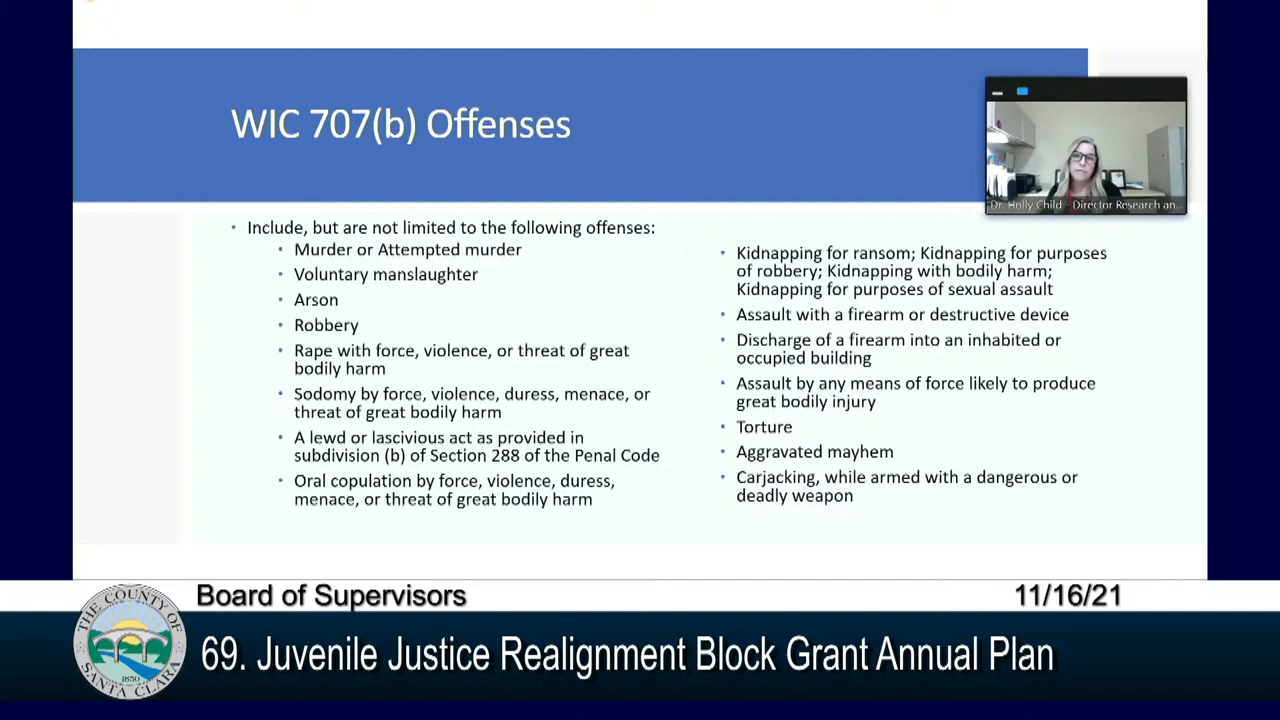 WIC 707(b) Offenses
Dr. Holly Child - Director Research an...
• Include, but are not limited to the following offenses:
• Murder or Attempted murder
• Voluntary manslaughter
• Arson
• Robbery
• Rape with force, violence, or threat of great
bodily harm
• Sodomy by force, violence, duress, menace, or
threat of great bodily harm
• A lewd or lascivious act as provided in
subdivision (b) of Section 288 of the Penal Code
• Oral copulation by force, violence, duress,
menace, or threat of great bodily harm
• Kidnapping for ransom; Kidnapping for purposes
of robbery; Kidnapping with bodily harm;
Kidnapping for purposes of sexual assault
• Assault with a firearm or destructive device
• Discharge of a firearm into an inhabited or
occupied building
• Assault by any means of force likely to produce
great bodily injury
• Torture
• Aggravated mayhem
• Carjacking, while armed with a dangerous or
deadly weapon
Board of Supervisors
11/16/21
THE COUNTY OF
SANTA CLARA
1850
69. Juvenile Justice Realignment Block Grant Annual Plan